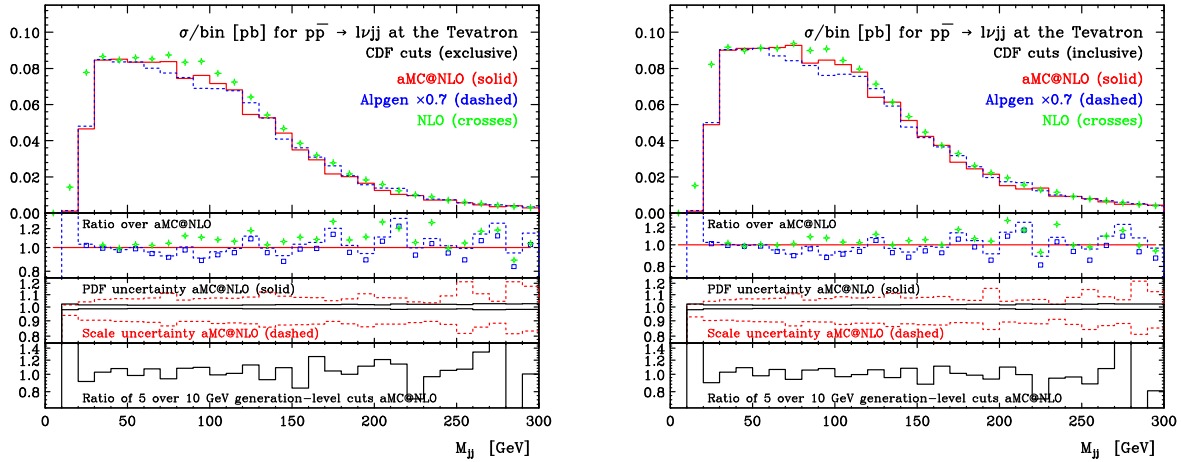 σ/bin [pb] for pp̅ → lνjj at the Tevatron
CDF cuts (exclusive)
aMC@NLO (solid)
Alpgen ×0.7 (dashed)
NLO (crosses)
0.10
0.08
0.06
0.04
0.02
0.00
Ratio over aMC@NLO
1.2
1.0
0.8
PDF uncertainty aMC@NLO (solid)
1.2
1.1
1.0
0.9
0.8
Scale uncertainty aMC@NLO (dashed)
1.4
1.2
1.0
0.8
Ratio of 5 over 10 GeV generation-level cuts aMC@NLO
0 50 100 150 200 250 300
M_jj [GeV]
σ/bin [pb] for pp̅ → lνjj at the Tevatron
CDF cuts (inclusive)
aMC@NLO (solid)
Alpgen ×0.7 (dashed)
NLO (crosses)
0.10
0.08
0.06
0.04
0.02
0.00
Ratio over aMC@NLO
1.2
1.0
0.8
PDF uncertainty aMC@NLO (solid)
1.2
1.1
1.0
0.9
0.8
Scale uncertainty aMC@NLO (dashed)
1.4
1.2
1.0
0.8
Ratio of 5 over 10 GeV generation-level cuts aMC@NLO
0 50 100 150 200 250 300
M_jj [GeV]